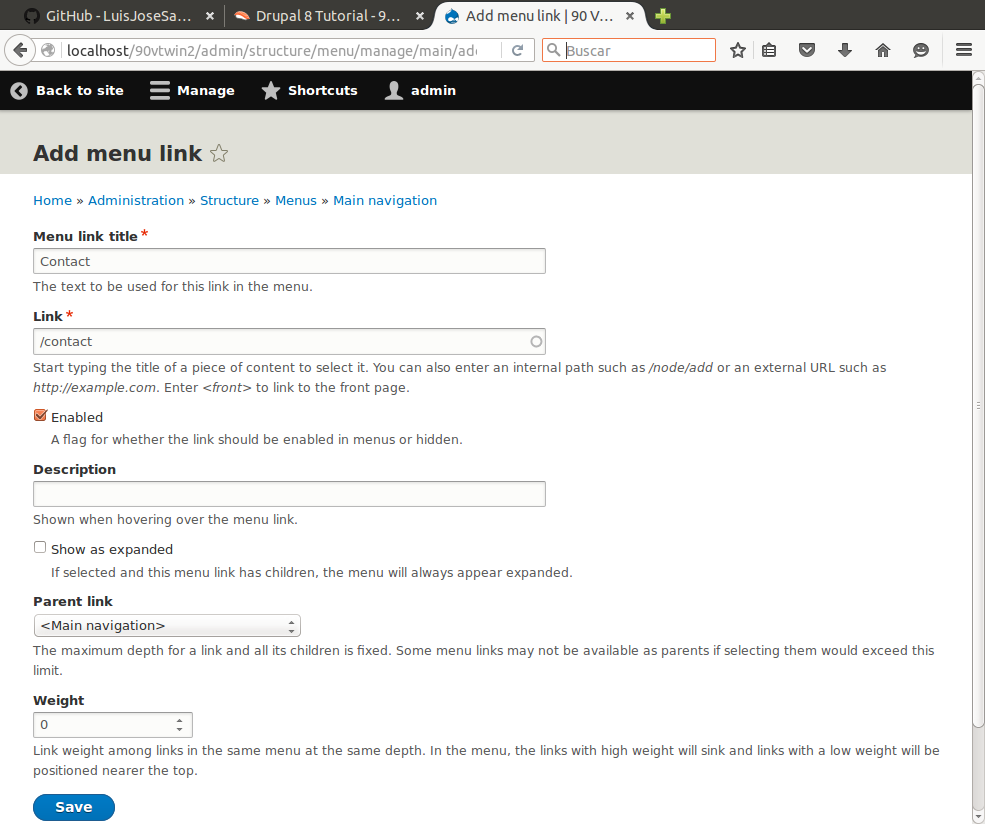 GitHub - LuisJoseSa... Drupal 8 Tutorial - 9... Add menu link | 90 V...
localhost/90vtwin2/admin/structure/menu/manage/main/adc Buscar
Back to site Manage Shortcuts admin
Add menu link
Home » Administration » Structure » Menus » Main navigation
Menu link title *
Contact
The text to be used for this link in the menu.
Link *
/contact
Start typing the title of a piece of content to select it. You can also enter an internal path such as /node/add or an external URL such as
http://example.com. Enter <front> to link to the front page.
Enabled
A flag for whether the link should be enabled in menus or hidden.
Description
Shown when hovering over the menu link.
Show as expanded
If selected and this menu link has children, the menu will always appear expanded.
Parent link
<Main navigation>
The maximum depth for a link and all its children is fixed. Some menu links may not be available as parents if selecting them would exceed this
limit.
Weight
0
Link weight among links in the same menu at the same depth. In the menu, the links with high weight will sink and links with a low weight will be
positioned nearer the top.
Save